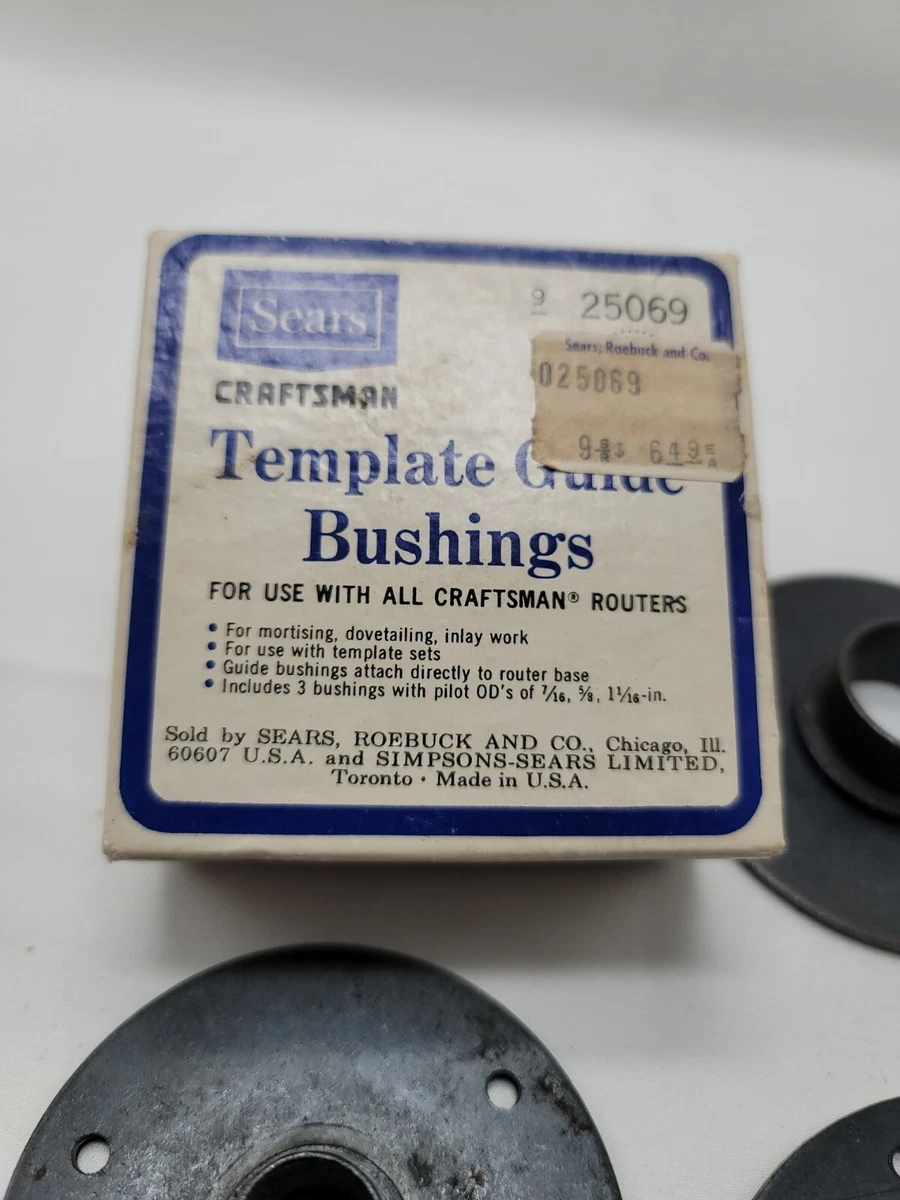 Sears
9 25069
Sears, Roebuck and Co.
025069
649
CRAFTSMAN
Template Guide
Bushings
FOR USE WITH ALL CRAFTSMAN® ROUTERS
• For mortising, dovetailing, inlay work
• For use with template sets
• Guide bushings attach directly to router base
• Includes 3 bushings with pilot OD's of 7/16, 5/8, 1 1/16-in.
Sold by SEARS, ROEBUCK AND CO., Chicago, Ill.
60607 U.S.A. and SIMPSONS-SEARS LIMITED,
Toronto · Made in U.S.A.